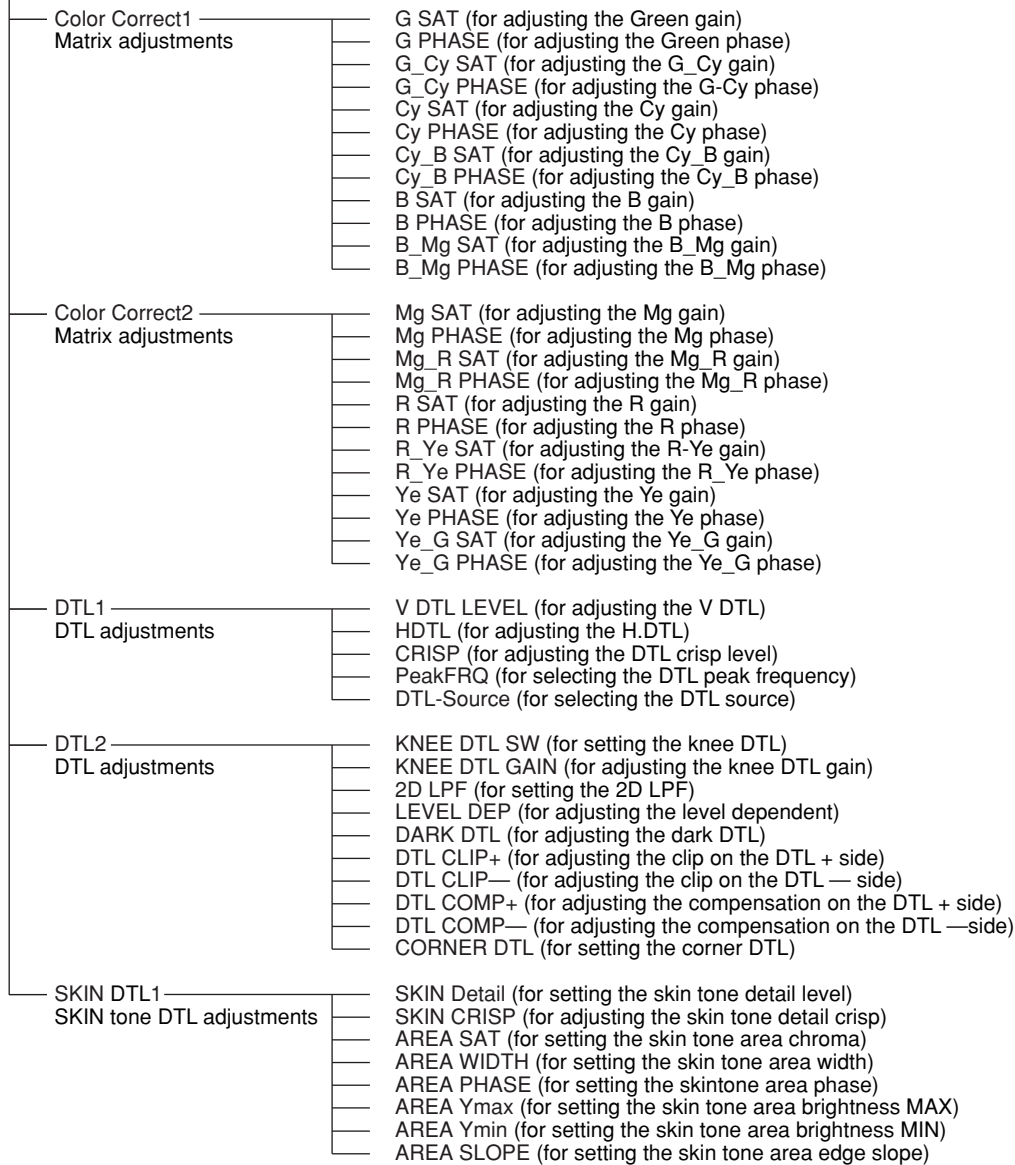 Color Correct1
Matrix adjustments
G SAT (for adjusting the Green gain)
G PHASE (for adjusting the Green phase)
G_Cy SAT (for adjusting the G_Cy gain)
G_Cy PHASE (for adjusting the G-Cy phase)
Cy SAT (for adjusting the Cy gain)
Cy PHASE (for adjusting the Cy phase)
Cy_B SAT (for adjusting the Cy_B gain)
Cy_B PHASE (for adjusting the Cy_B phase)
B SAT (for adjusting the B gain)
B PHASE (for adjusting the B phase)
B_Mg SAT (for adjusting the B_Mg gain)
B_Mg PHASE (for adjusting the B_Mg phase)
Color Correct2
Matrix adjustments
Mg SAT (for adjusting the Mg gain)
Mg PHASE (for adjusting the Mg phase)
Mg_R SAT (for adjusting the Mg_R gain)
Mg_R PHASE (for adjusting the Mg_R phase)
R SAT (for adjusting the R gain)
R PHASE (for adjusting the R phase)
R_Ye SAT (for adjusting the R-Ye gain)
R_Ye PHASE (for adjusting the R_Ye phase)
Ye SAT (for adjusting the Ye gain)
Ye PHASE (for adjusting the Ye phase)
Ye_G SAT (for adjusting the Ye_G gain)
Ye_G PHASE (for adjusting the Ye_G phase)
DTL1
DTL adjustments
V DTL LEVEL (for adjusting the V DTL)
HDTL (for adjusting the H.DTL)
CRISP (for adjusting the DTL crisp level)
PeakFRQ (for selecting the DTL peak frequency)
DTL-Source (for selecting the DTL source)
DTL2
DTL adjustments
KNEE DTL SW (for setting the knee DTL)
KNEE DTL GAIN (for adjusting the knee DTL gain)
2D LPF (for setting the 2D LPF)
LEVEL DEP (for adjusting the level dependent)
DARK DTL (for adjusting the dark DTL)
DTL CLIP+ (for adjusting the clip on the DTL + side)
DTL CLIP— (for adjusting the clip on the DTL — side)
DTL COMP+ (for adjusting the compensation on the DTL + side)
DTL COMP— (for adjusting the compensation on the DTL —side)
CORNER DTL (for setting the corner DTL)
SKIN DTL1
SKIN tone DTL adjustments
SKIN Detail (for setting the skin tone detail level)
SKIN CRISP (for adjusting the skin tone detail crisp)
AREA SAT (for setting the skin tone area chroma)
AREA WIDTH (for setting the skin tone area width)
AREA PHASE (for setting the skintone area phase)
AREA Ymax (for setting the skin tone area brightness MAX)
AREA Ymin (for setting the skin tone area brightness MIN)
AREA SLOPE (for setting the skin tone area edge slope)